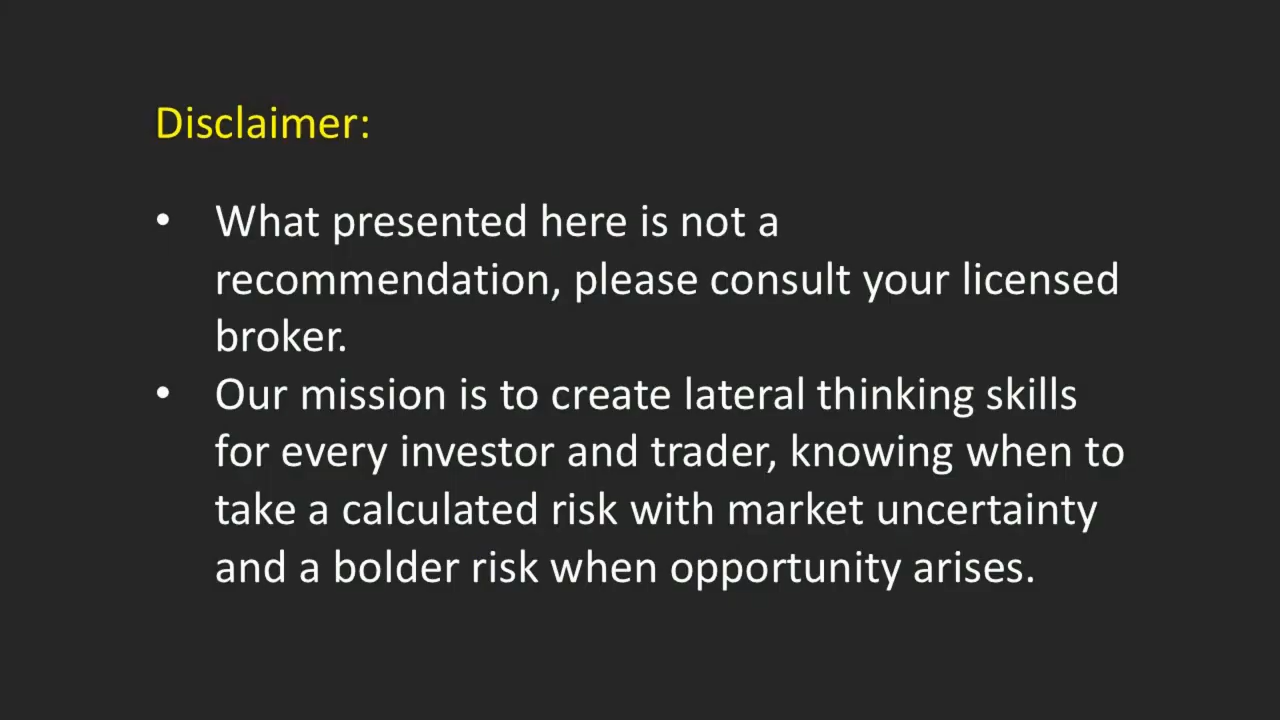 Disclaimer:
• What presented here is not a
recommendation, please consult your licensed
broker.
• Our mission is to create lateral thinking skills
for every investor and trader, knowing when to
take a calculated risk with market uncertainty
and a bolder risk when opportunity arises.